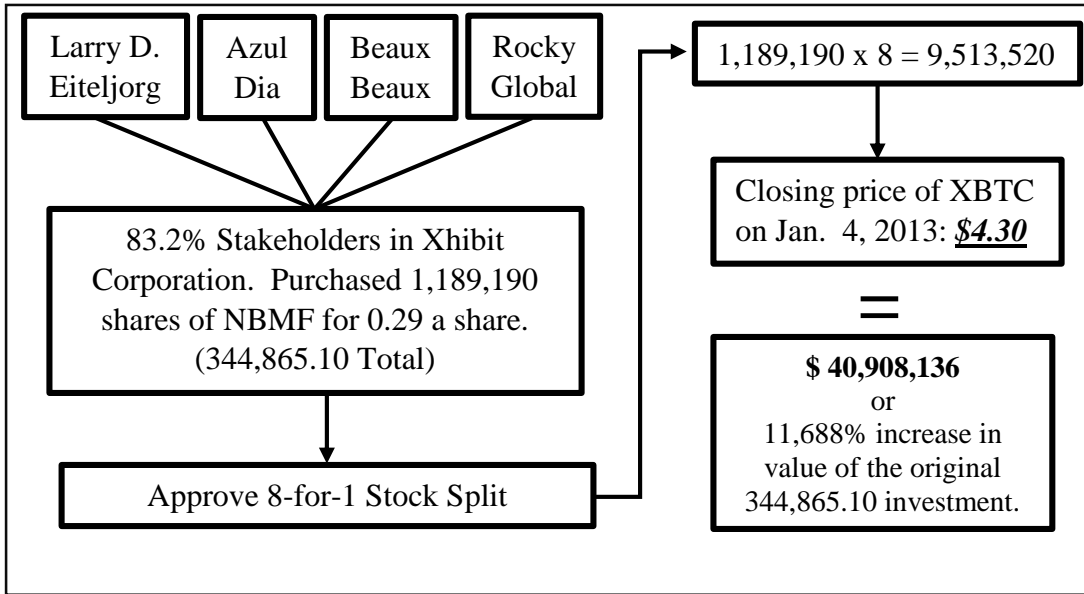 Larry D.
Eiteljorg
Azul
Dia
Beaux
Beaux
Rocky
Global
83.2% Stakeholders in Xhibit
Corporation. Purchased 1,189,190
shares of NBMF for 0.29 a share.
(344,865.10 Total)
Approve 8-for-1 Stock Split
1,189,190 x 8 = 9,513,520
Closing price of XBTC
on Jan. 4, 2013: $4.30
=
$ 40,908,136
or
11,688% increase in
value of the original
344,865.10 investment.